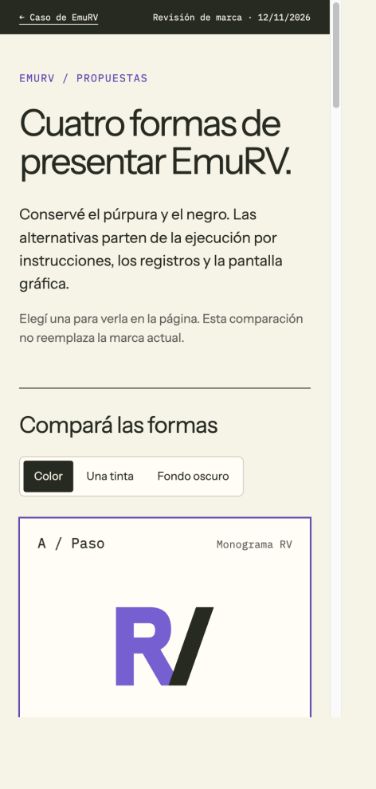 ← Caso de EmuRV
Revisión de marca · 12/11/2026
EMURV / PROPUESTAS
Cuatro formas de
presentar EmuRV.
Conservé el púrpura y el negro. Las
alternativas parten de la ejecución por
instrucciones, los registros y la pantalla
gráfica.
Elegí una para verla en la página. Esta comparación
no reemplaza la marca actual.
Compará las formas
Color
Una tinta
Fondo oscuro
A / Paso
Monograma RV
R/